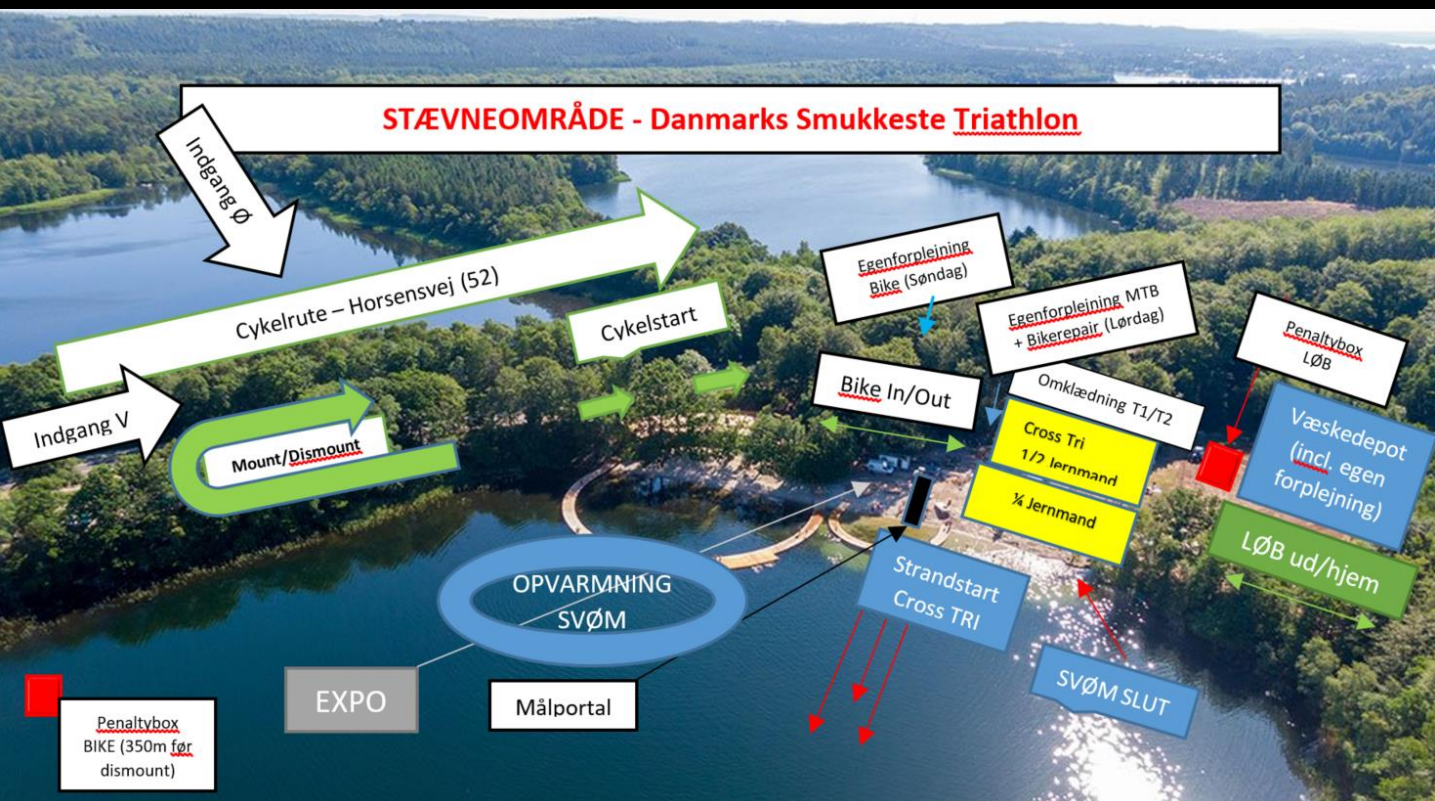 STÆVNEOMRÅDE - Danmarks Smukkeste Triathlon
Indgang Ø
Cykelrute – Horsensvej (52)
Cykelstart
Egenforplejning
Bike (Søndag)
Egenforplejning MTB
+ Bikerepair (Lørdag)
Penaltybox
LØB
Indgang V
Mount/Dismount
Bike In/Out
Omklædning T1/T2
Cross Tri
1/2 Jernmand
¼ Jernmand
Væskedepot
(incl. egen
forplejning)
LØB ud/hjem
OPVARMNING
SVØM
Strandstart
Cross TRI
SVØM SLUT
EXPO
Målportal
Penaltybox
BIKE (350m før
dismount)